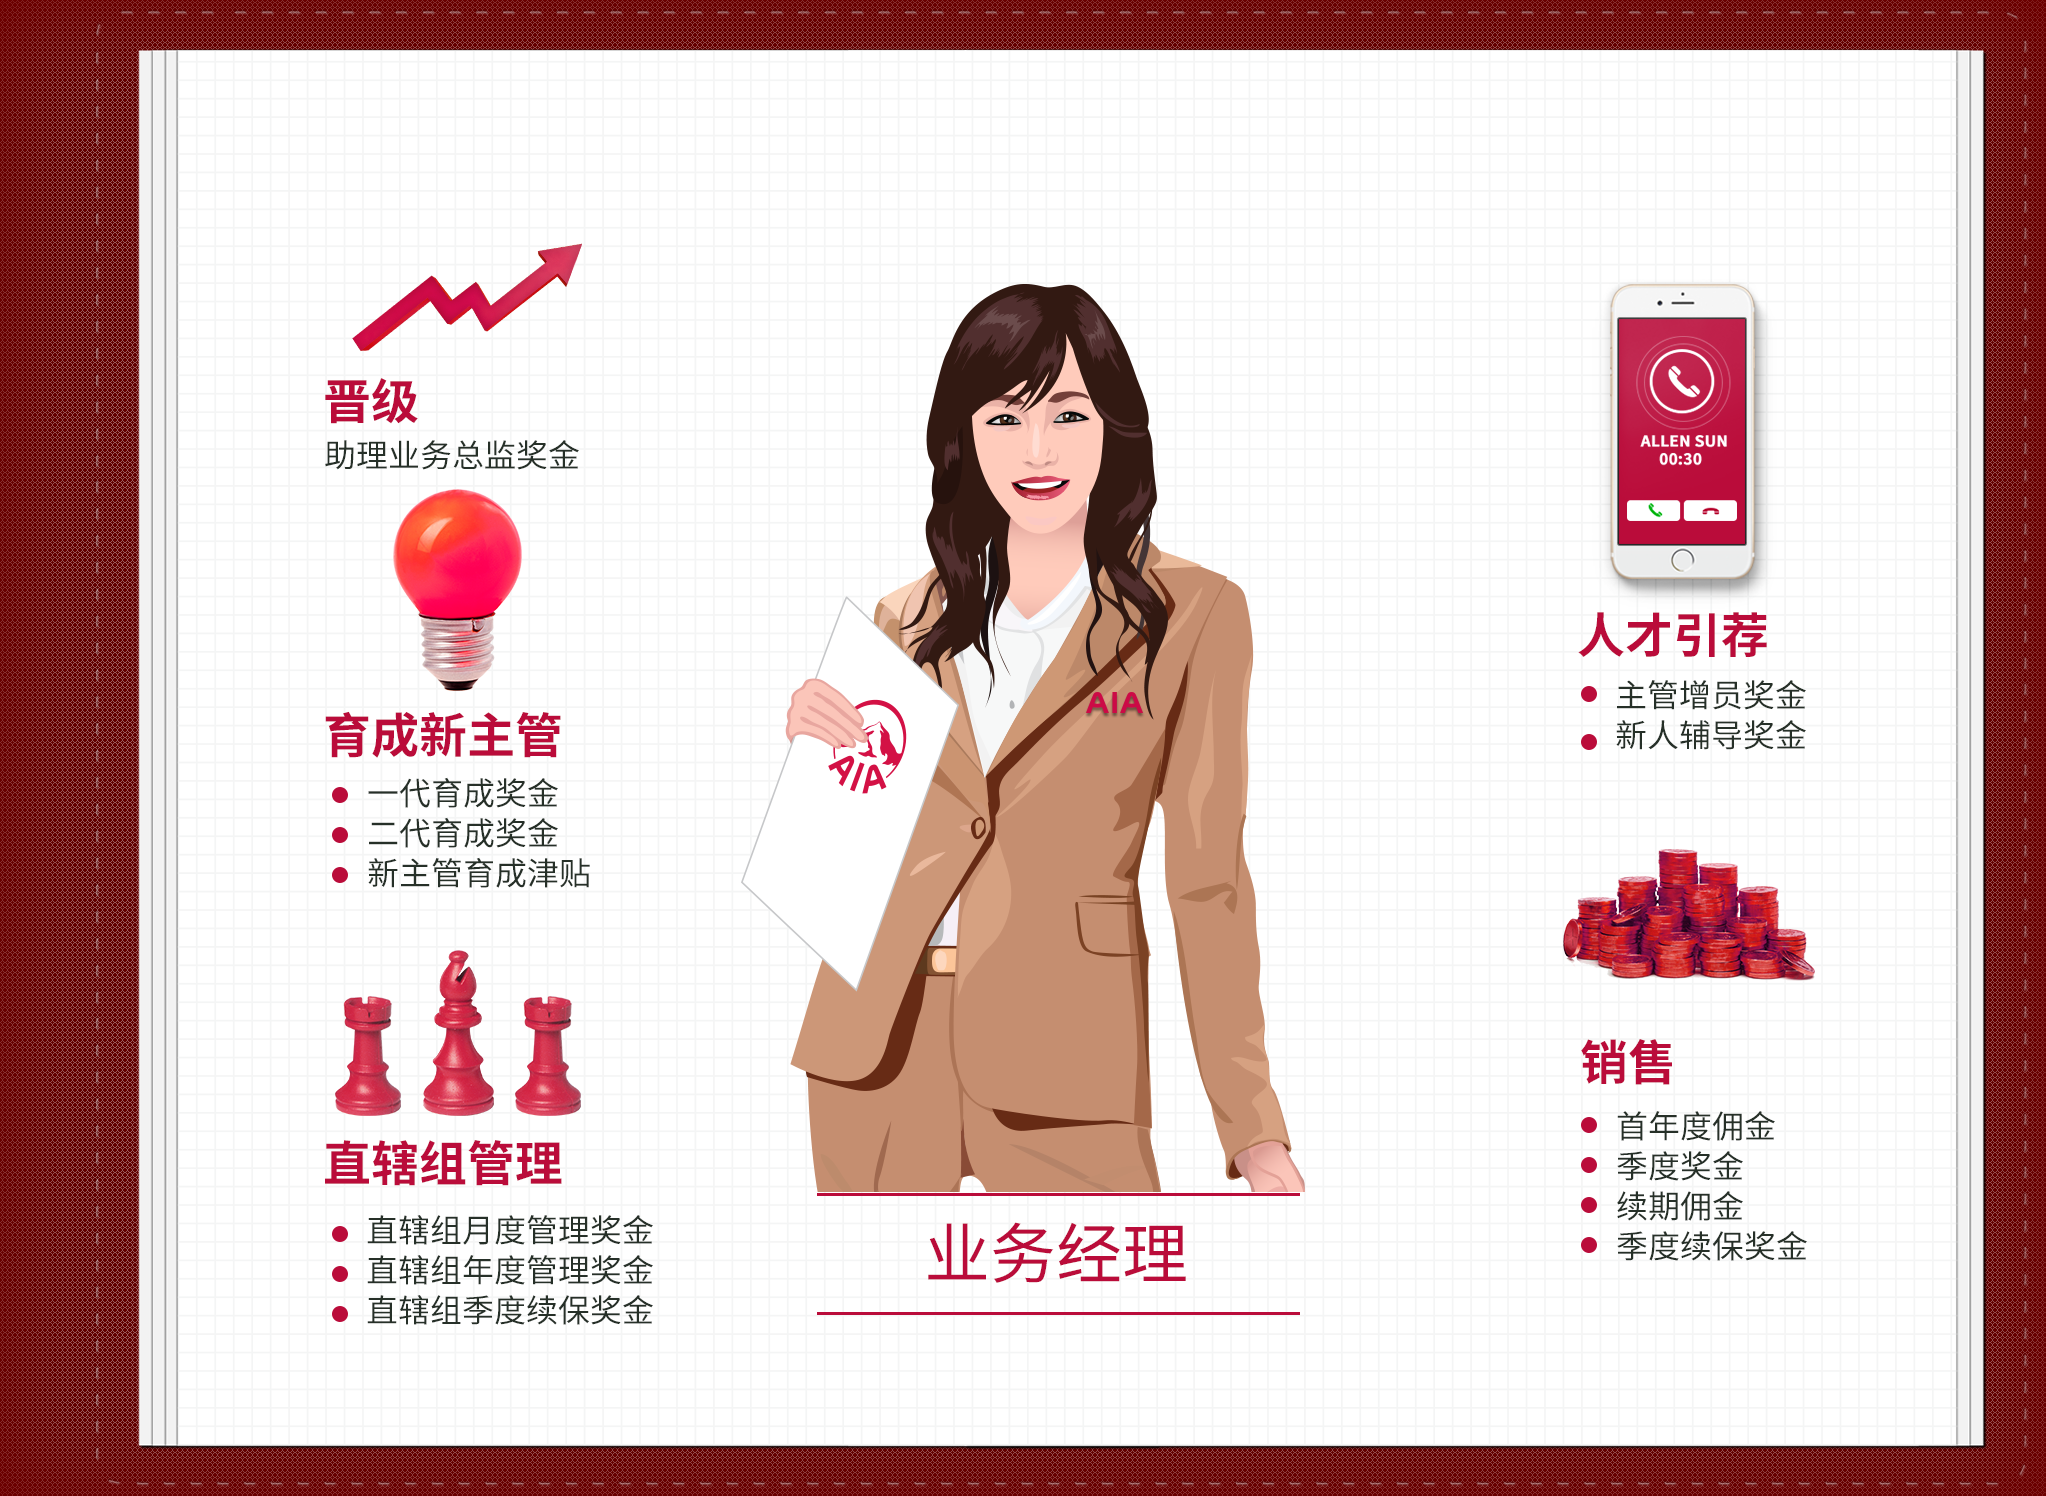 晋级
助理业务总监奖金
育成新主管
一代育成奖金
二代育成奖金
新主管育成津贴
直辖组管理
直辖组月度管理奖金
直辖组年度管理奖金
直辖组季度续保奖金
AIA
AIA
业务经理
ALLEN SUN
00:30
人才引荐
主管增员奖金
新人辅导奖金
销售
首年度佣金
季度奖金
续期佣金
季度续保奖金